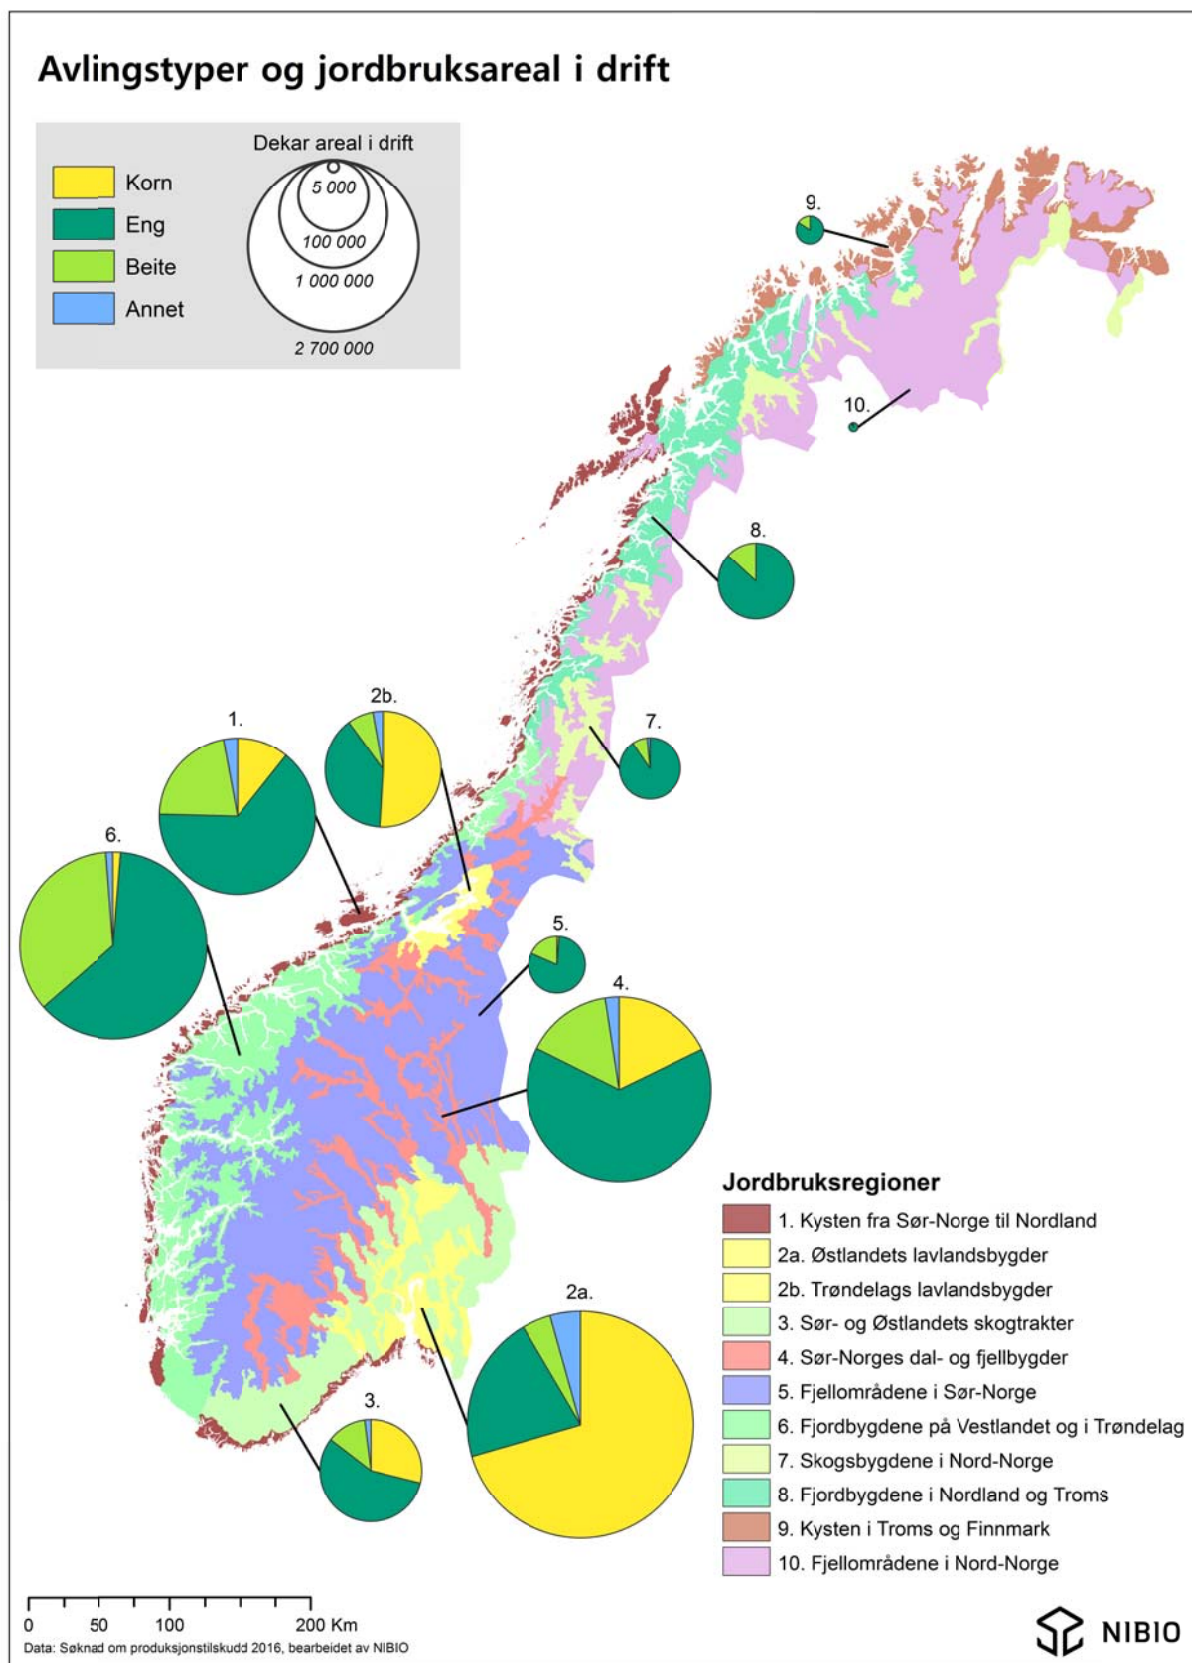 Avlingstyper og jordbruksareal i drift
Korn
Eng
Beite
Annet
Dekar areal i drift
5 000
100 000
1 000 000
2 700 000
9.
10.
8.
7.
2b.
1.
6.
5.
4.
2a.
3.
Jordbruksregioner
1. Kysten fra Sør-Norge til Nordland
2a. Østlandets lavlandsbygder
2b. Trøndelags lavlandsbygder
3. Sør- og Østlandets skogtrakter
4. Sør-Norges dal- og fjellbygder
5. Fjellområdene i Sør-Norge
6. Fjordbygdene på Vestlandet og i Trøndelag
7. Skogsbygdene i Nord-Norge
8. Fjordbygdene i Nordland og Troms
9. Kysten i Troms og Finnmark
10. Fjellområdene i Nord-Norge
0 50 100 200 Km
Data: Søknad om produksjonstilskudd 2016, bearbeidet av NIBIO
NIBIO